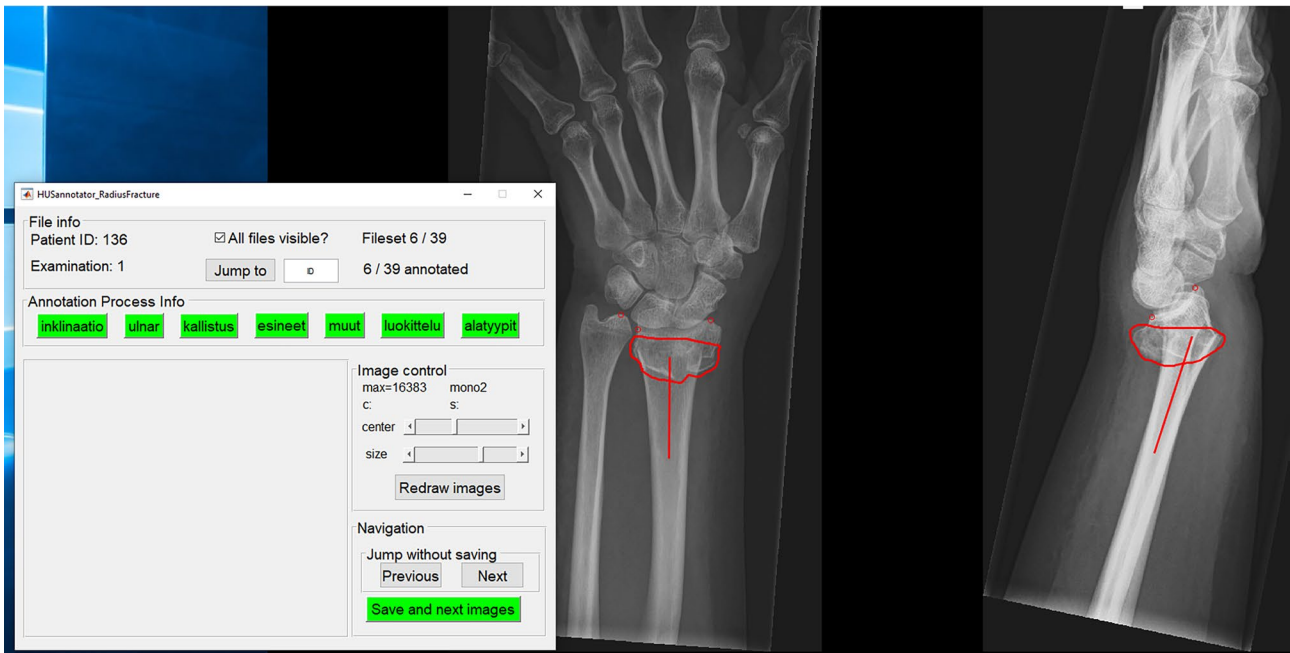 HUSannotator_RadiusFracture
File info
Patient ID: 136
All files visible?
Fileset 6 / 39
Examination: 1
Jump to
ID
6 / 39 annotated
Annotation Process Info
inklinaatio
ulnar
kallistus
esineet
muut
luokittelu
alatyypit
Image control
max=16383
mono2
c:
s:
center
size
Redraw images
Navigation
Jump without saving
Previous
Next
Save and next images